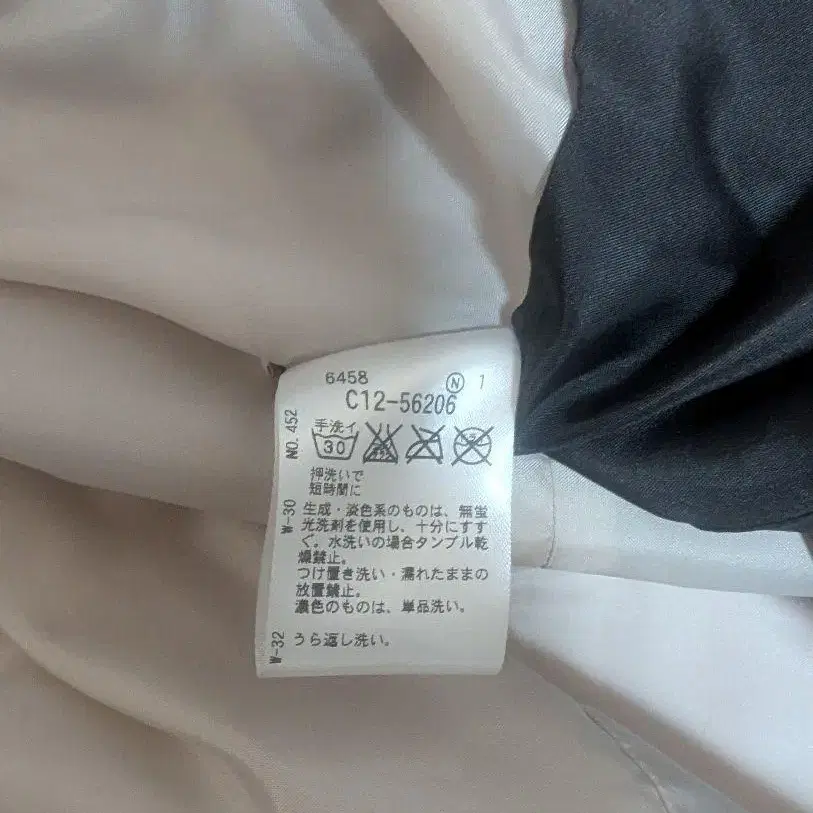 6458 Ⓝ 1
C12-56206
手洗イ
30
押洗いで
短時間に
生成・淡色系のものは、無蛍
光洗剤を使用し、十分にすす
ぐ。水洗いの場合タンブル乾
燥禁止。
つけ置き洗い・濡れたままの
放置禁止。
濃色のものは、単品洗い。
うら返し洗い。
NO.452
W-30
W-32